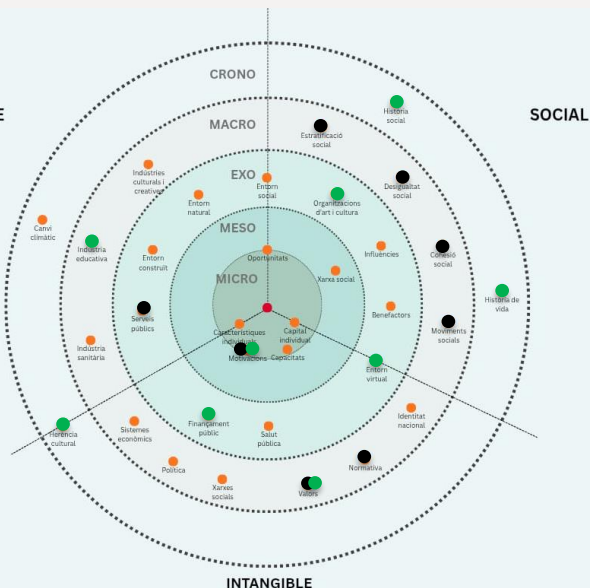 CRONO
Història
social
MACRO
E
SOCIAL
Estratificació
social
Indústries
culturals i
creatives
EXO
Entorn
social
Desigualtat
social
Entorn
natural
Organitzacions
d'art i cultura
Canvi
climàtic
MESO
Indústria
educativa
Entorn
construït
Oportunitats
Influències
Cohesió
social
MICRO
Xarxa social
Història de
vida
Serveis
públics
Benefactors
Característiques
individuals
Capital
individual
Moviments
socials
Indústria
sanitària
Motivacions
Capacitats
Entorn
virtual
Identitat
nacional
Herència
cultural
Sistemes
econòmics
Finançament
públic
Salut
pública
Política
Normativa
Xarxes
socials
Valors
INTANGIBLE